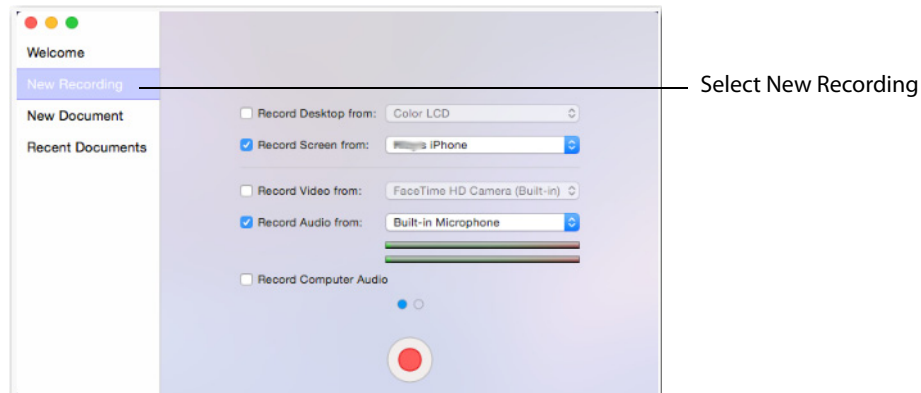 Welcome
New Recording
Select New Recording
New Document
Record Desktop from: Color LCD
Recent Documents
Record Screen from: iPhone
Record Video from: FaceTime HD Camera (Built-in)
Record Audio from: Built-in Microphone
Record Computer Audio